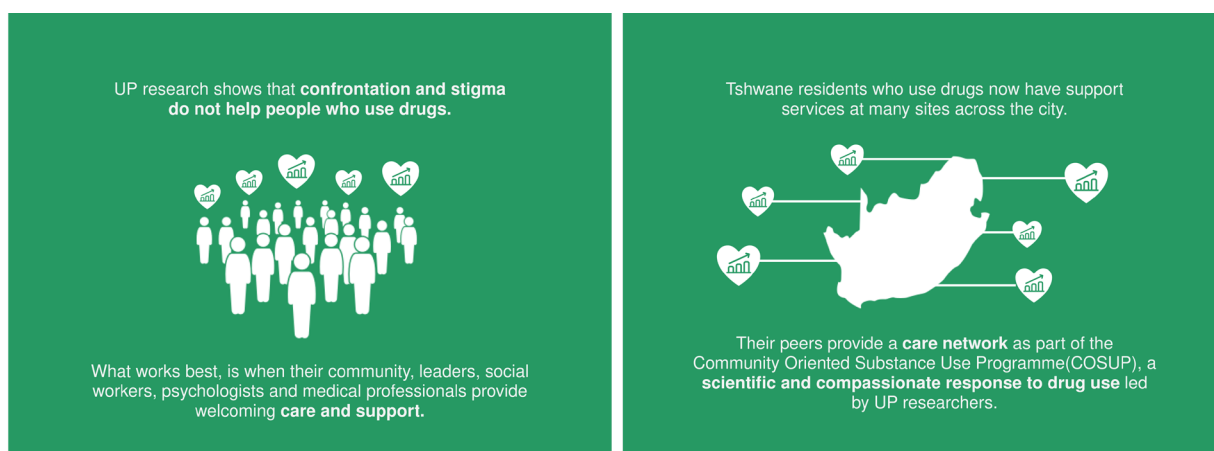 UP research shows that confrontation and stigma
do not help people who use drugs.
What works best, is when their community, leaders, social
workers, psychologists and medical professionals provide
welcoming care and support.
Tshwane residents who use drugs now have support
services at many sites across the city.
Their peers provide a care network as part of the
Community Oriented Substance Use Programme(COSUP), a
scientific and compassionate response to drug use led
by UP researchers.